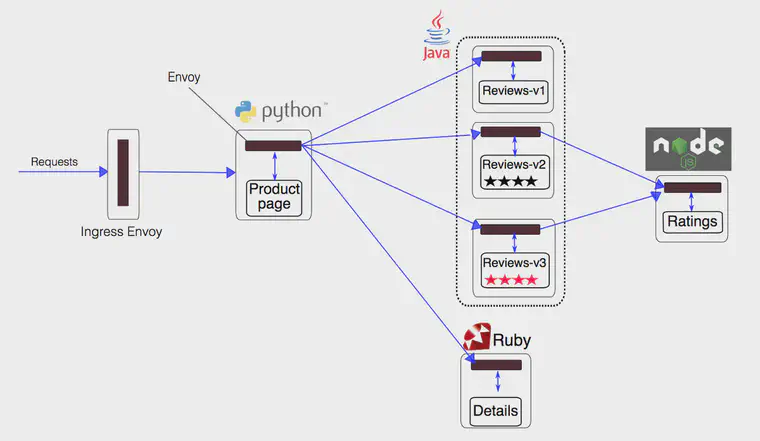 Java
Envoy
python™
Reviews-v1
node
JS
Requests
Reviews-v2
Product
page
Ratings
Ingress Envoy
Reviews-v3
Ruby
Details